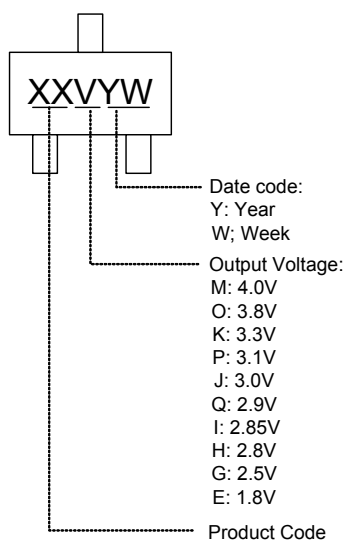 XXVYW
Date code:
Y: Year
W; Week
Output Voltage:
M: 4.0V
O: 3.8V
K: 3.3V
P: 3.1V
J: 3.0V
Q: 2.9V
I: 2.85V
H: 2.8V
G: 2.5V
E: 1.8V
Product Code